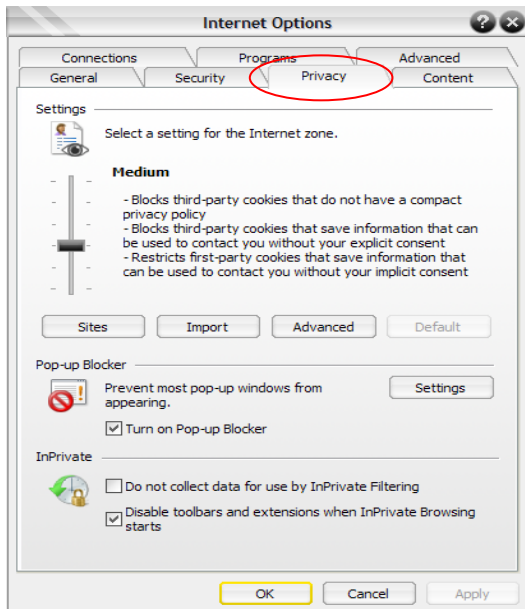 Internet Options
Connections Programs Advanced
General Security Privacy Content
Settings
Select a setting for the Internet zone.
Medium
- Blocks third-party cookies that do not have a compact
privacy policy
- Blocks third-party cookies that save information that can
be used to contact you without your explicit consent
- Restricts first-party cookies that save information that
can be used to contact you without your implicit consent
Sites Import Advanced Default
Pop-up Blocker
Prevent most pop-up windows from
appearing.
Settings
Turn on Pop-up Blocker
InPrivate
Do not collect data for use by InPrivate Filtering
Disable toolbars and extensions when InPrivate Browsing
starts
OK Cancel Apply